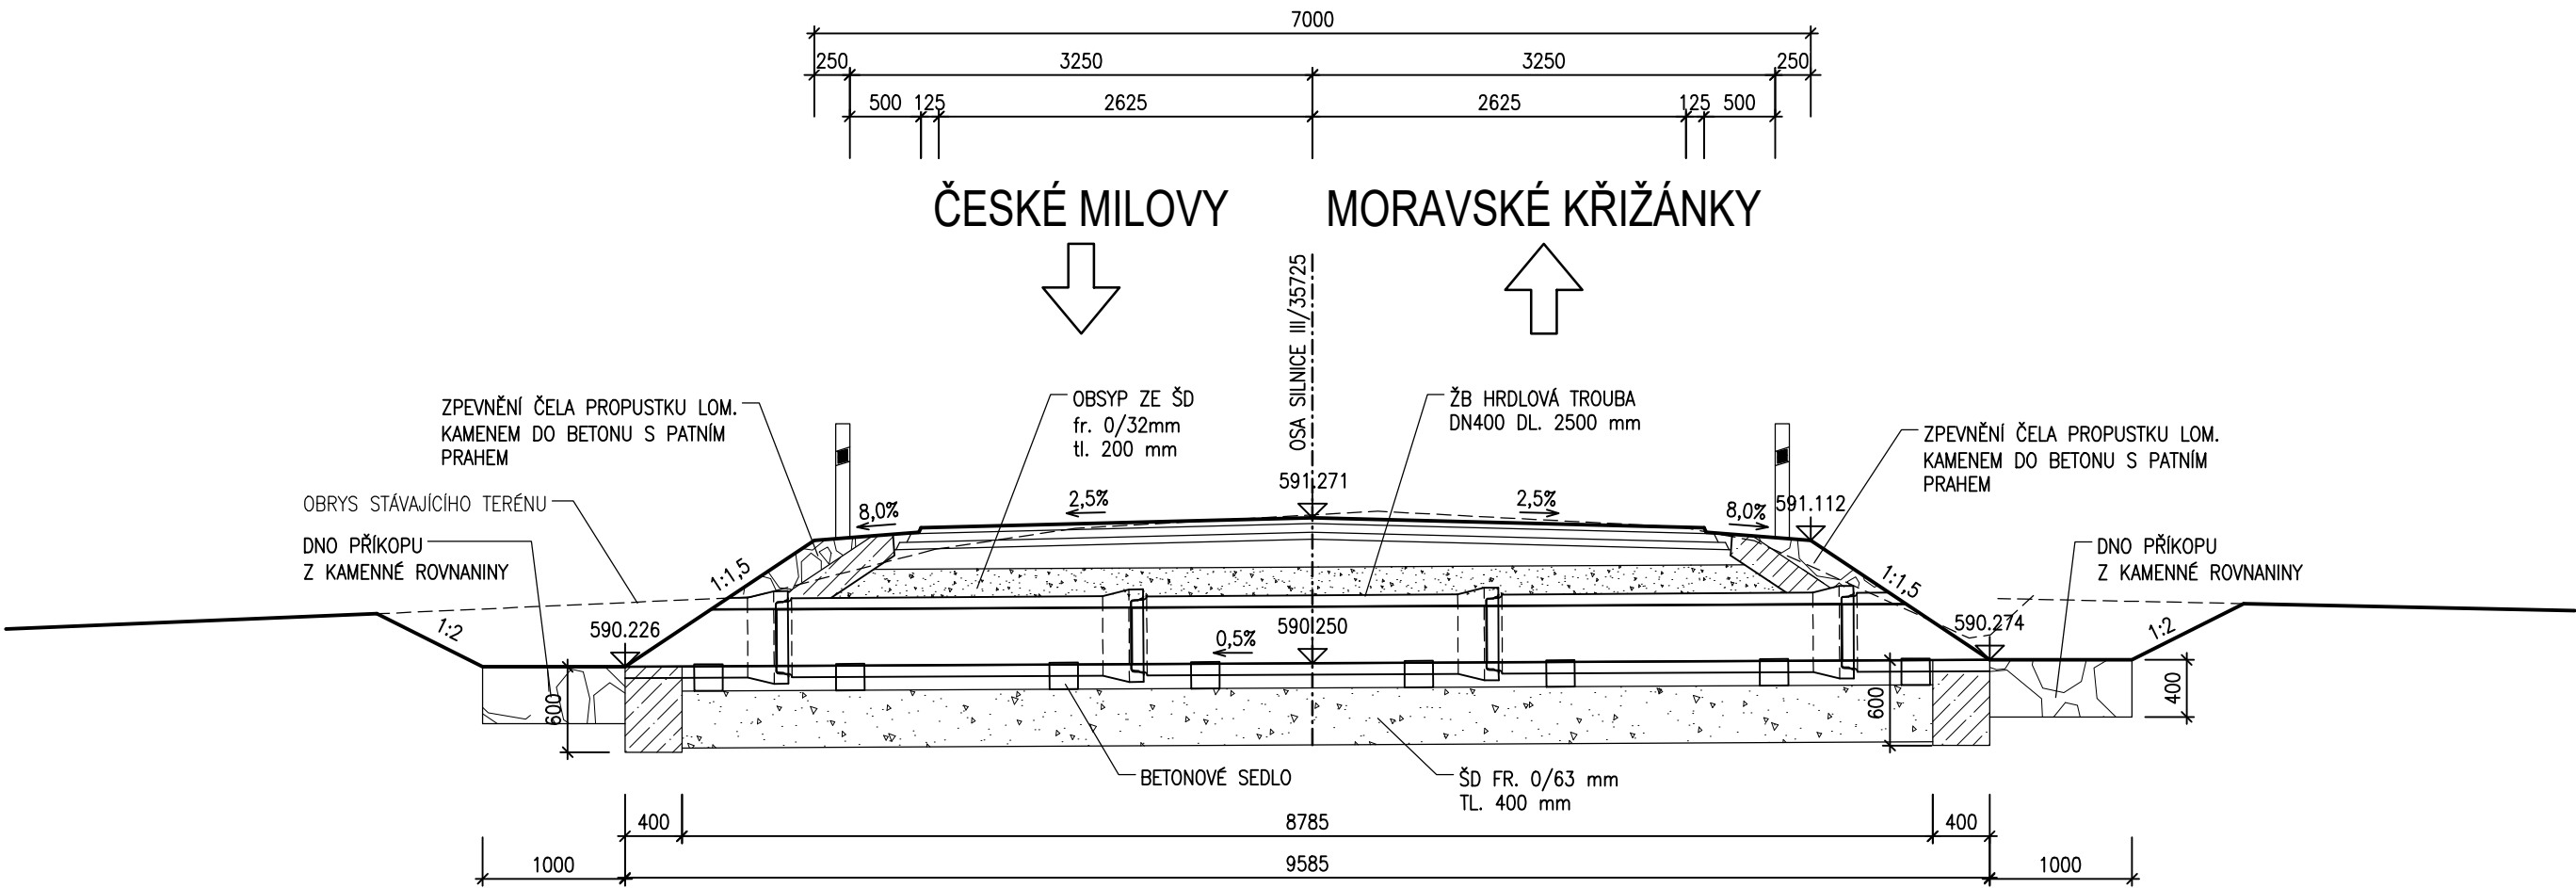 7000
250 3250 3250 250
500 125 2625 2625 125 500
ČESKÉ MILOVY MORAVSKÉ KŘIŽÁNKY
OSA SILNICE III/35725
ZPEVNĚNÍ ČELA PROPUSTKU LOM.
KAMENEM DO BETONU S PATNÍM
PRAHEM
OBRYS STÁVAJÍCÍHO TERÉNU
DNO PŘÍKOPU
Z KAMENNÉ ROVNANINY
OBSYP ZE ŠD
fr. 0/32mm
tl. 200 mm
ŽB HRDLOVÁ TROUBA
DN400 DL. 2500 mm
ZPEVNĚNÍ ČELA PROPUSTKU LOM.
KAMENEM DO BETONU S PATNÍM
PRAHEM
DNO PŘÍKOPU
Z KAMENNÉ ROVNANINY
8,0% 2,5% 591.271 2,5% 8,0% 591.112
1:1,5 1:1,5
1:2 590.226 0,5% 590.250 590.274 1:2
600 600 400
BETONOVÉ SEDLO
ŠD FR. 0/63 mm
TL. 400 mm
400 8785 400
1000 9585 1000